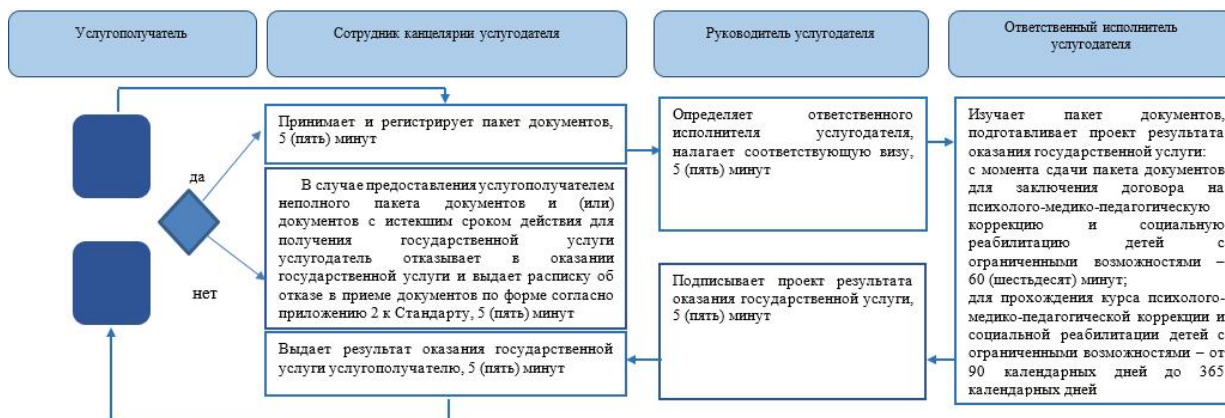 Услугополучатель
Сотрудник канцелярии услугодателя
Руководитель услугодателя
Ответственный исполнитель
услугодателя
Принимает и регистрирует пакет документов,
5 (пять) минут
да
В случае предоставления услугополучателем
неполного пакета документов и (или)
документов с истекшим сроком действия для
получения государственной услуги
услугодатель отказывает в оказании
государственной услуги и выдает расписку об
отказе в приеме документов по форме согласно
приложению 2 к Стандарту, 5 (пять) минут
нет
Выдает результат оказания государственной
услуги услугополучателю, 5 (пять) минут
Определяет ответственного
исполнителя услугодателя,
налагает соответствующую визу,
5 (пять) минут
Подписывает проект результата
оказания государственной услуги,
5 (пять) минут
Изучает пакет документов,
подготавливает проект результата
оказания государственной услуги:
с момента сдачи пакета документов
для заключения договора на
психолого-медико-педагогическую
коррекцию и социальную
реабилитацию детей с
ограниченными возможностями –
60 (шестьдесят) минут;
для прохождения курса психолого-
медико-педагогической коррекции и
социальной реабилитации детей с
ограниченными возможностями – от
90 календарных дней до 365
календарных дней